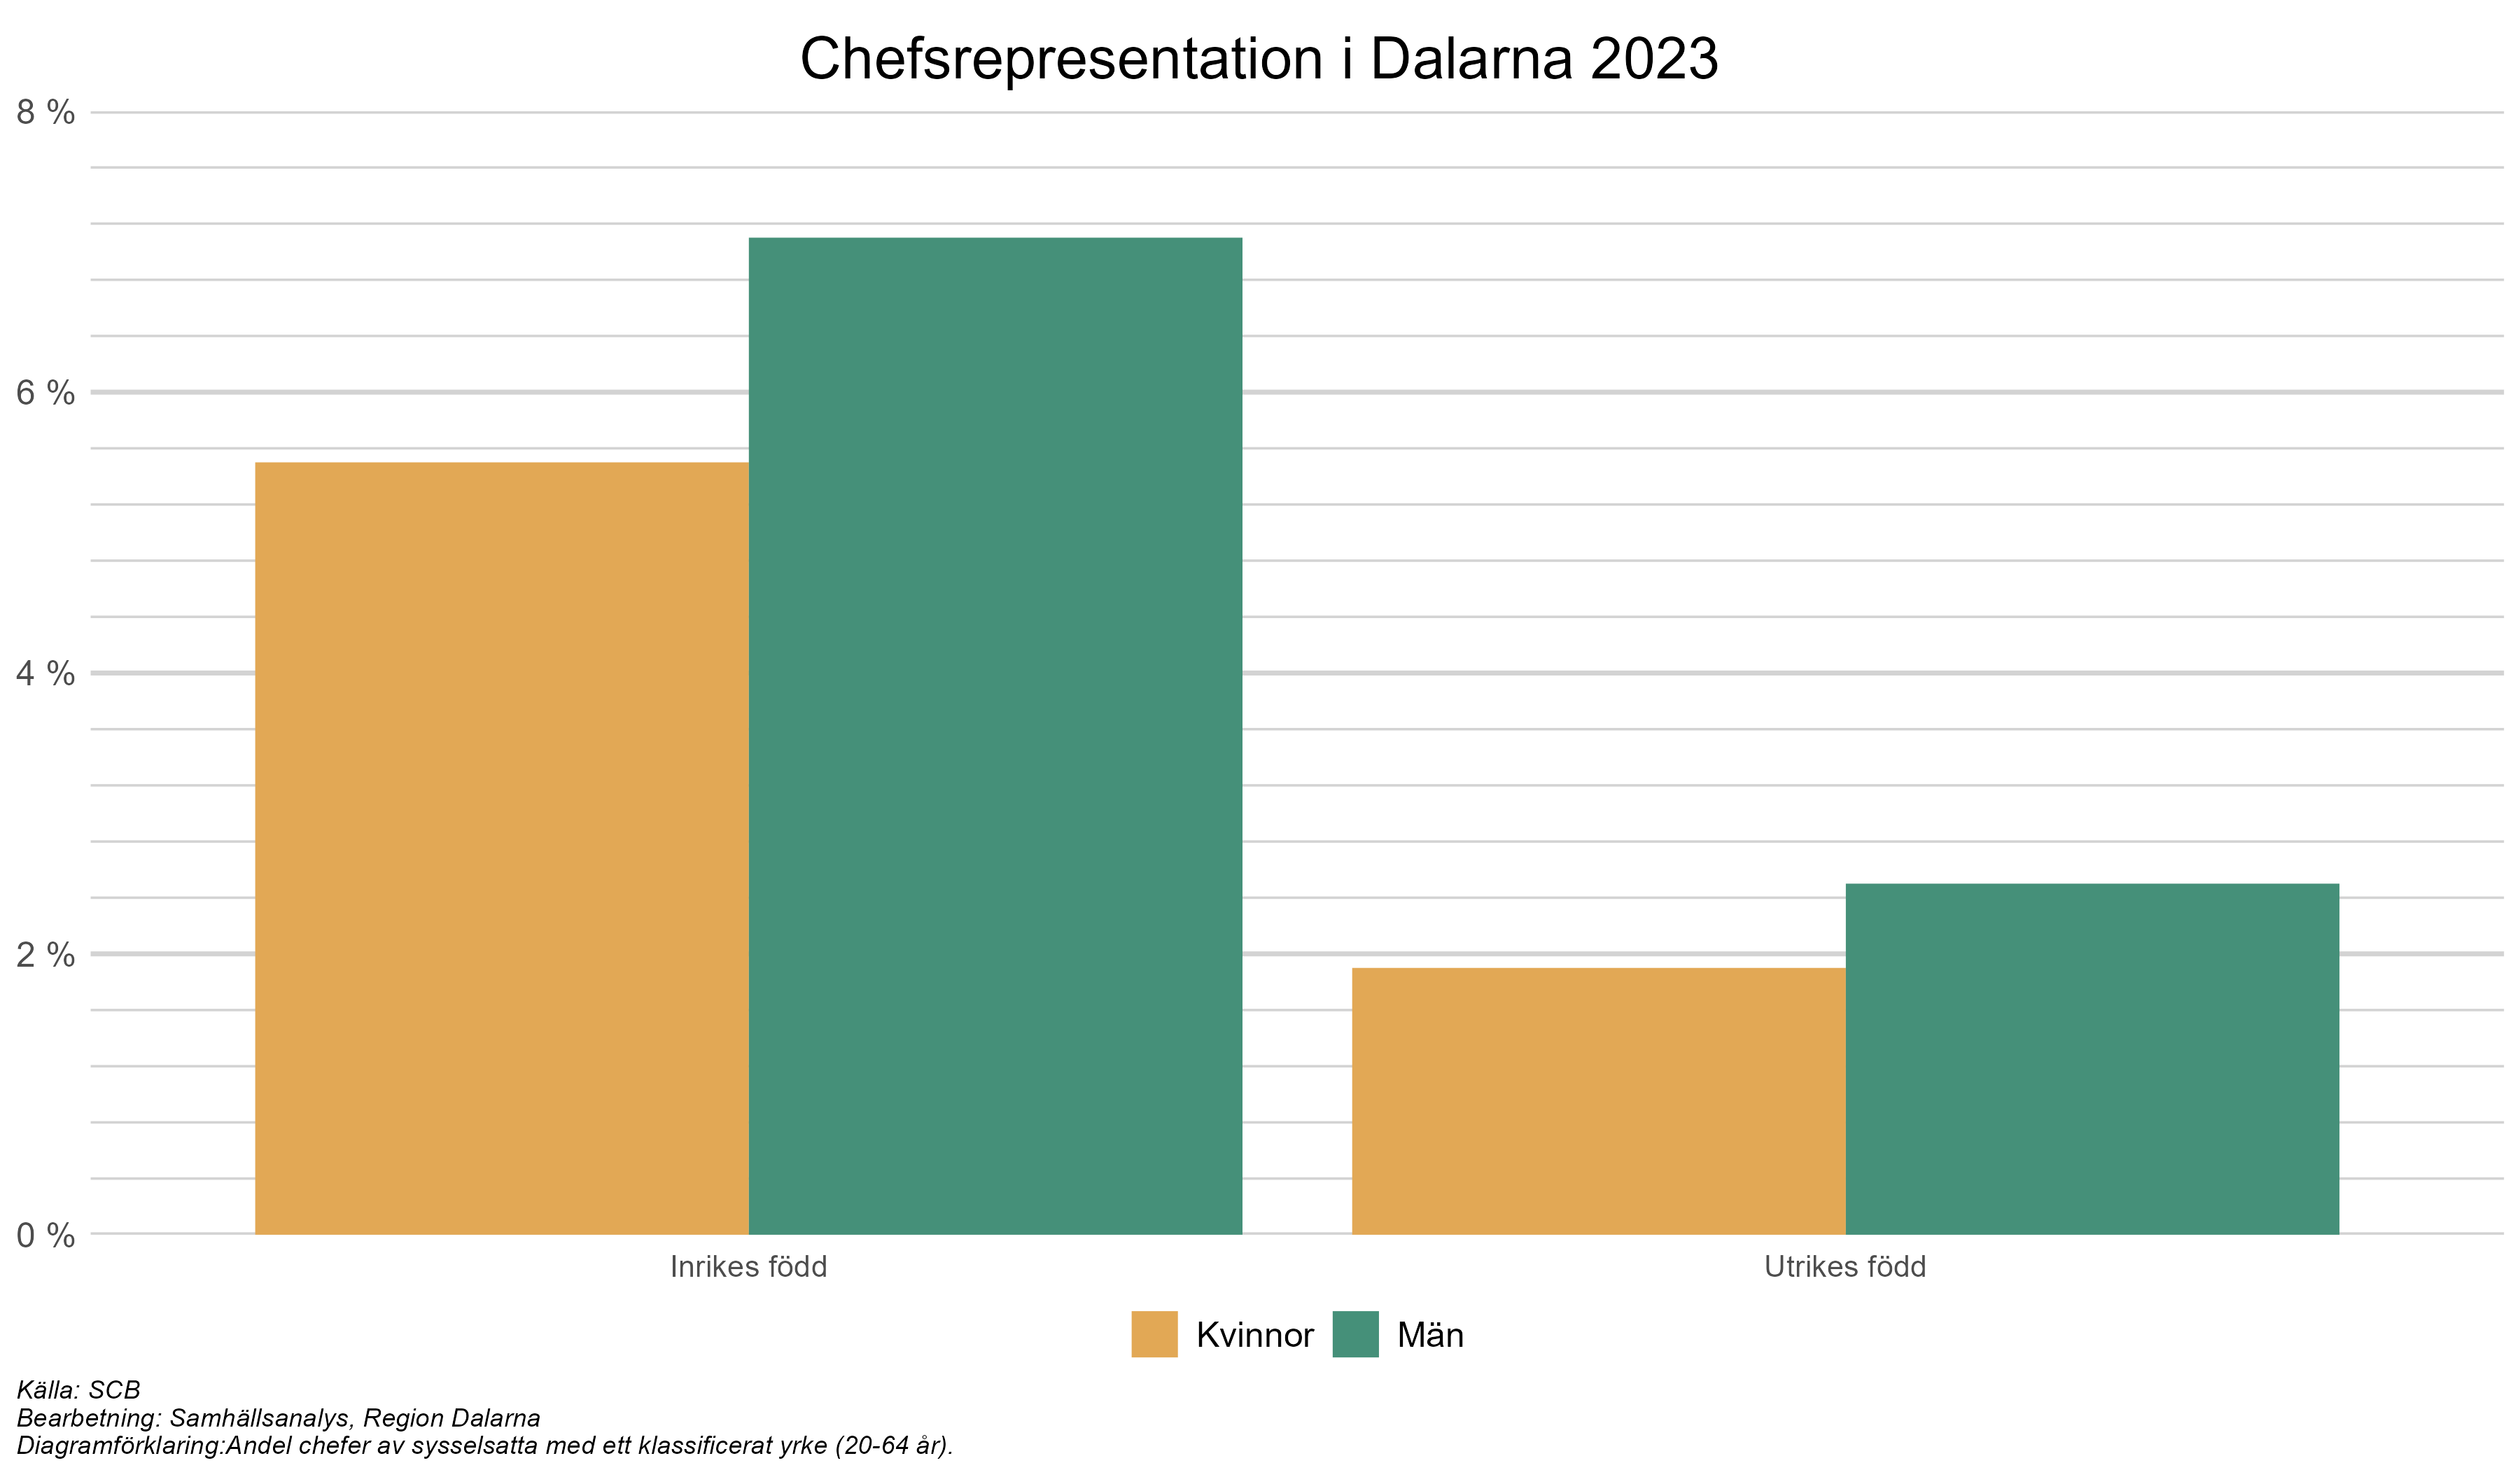 Chefsrepresentation i Dalarna 2023
8 %
6 %
4 %
2 %
0 %
Inrikes född
Utrikes född
Kvinnor
Män
Källa: SCB
Bearbetning: Samhällsanalys, Region Dalarna
Diagramförklaring:Andel chefer av sysselsatta med ett klassificerat yrke (20-64 år).